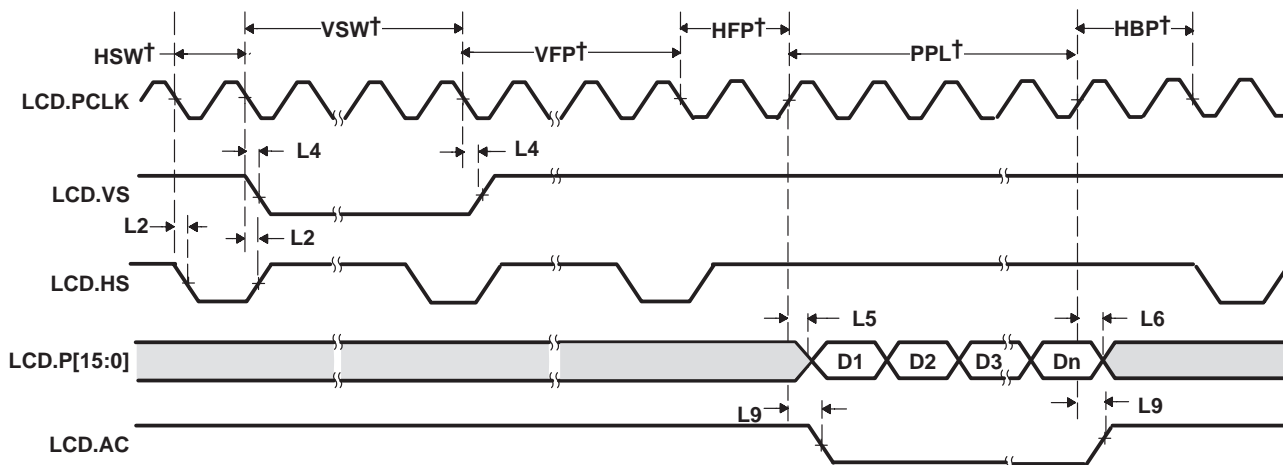 VSW†
HFP†
HBP†
HSW†
VFP†
PPL†
LCD.PCLK
L4
L4
LCD.VS
L2
L2
LCD.HS
L5
L6
LCD.P[15:0]
D1
D2
D3
Dn
L9
L9
LCD.AC